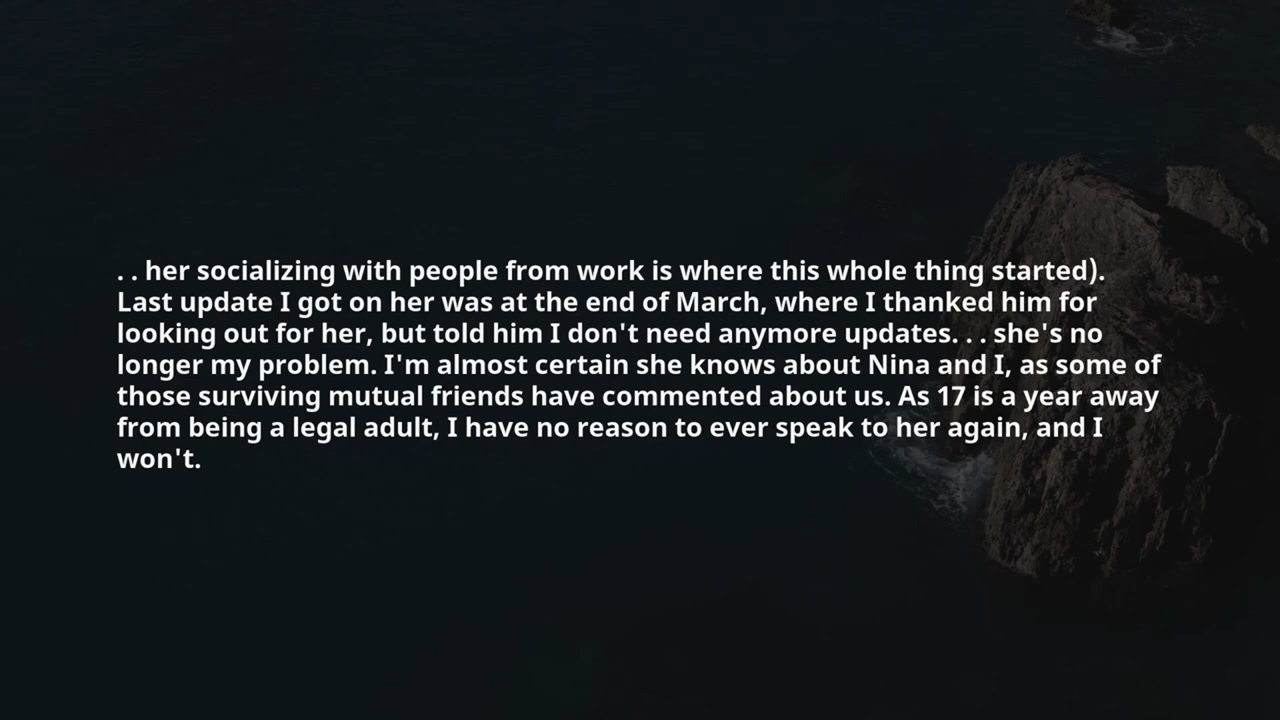 . . her socializing with people from work is where this whole thing started).
Last update I got on her was at the end of March, where I thanked him for
looking out for her, but told him I don't need anymore updates. . . she's no
longer my problem. I'm almost certain she knows about Nina and I, as some of
those surviving mutual friends have commented about us. As 17 is a year away
from being a legal adult, I have no reason to ever speak to her again, and I
won't.